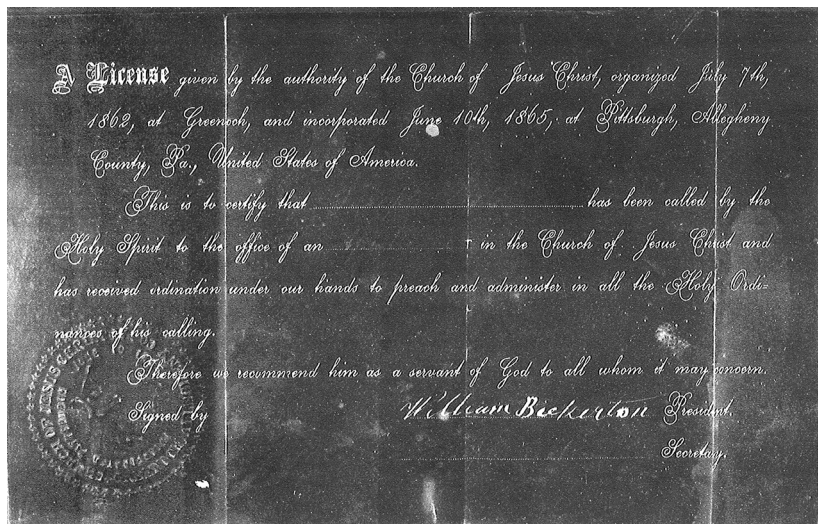 A License given by the authority of the Church of Jesus Christ, organized July 7th,
1862, at Greenock, and incorporated June 10th, 1865, at Pittsburgh, Allegheny
County, Pa., United States of America.
This is to certify that has been called by the
Holy Spirit to the office of an in the Church of Jesus Christ and
has received ordination under our hands to preach and administer in all the Holy Ordi-
nances of his calling.
Therefore we recommend him as a servant of God to all whom it may concern.
Signed by William Bickerton President.
Secretary.
CHURCH OF JESUS CHRIST